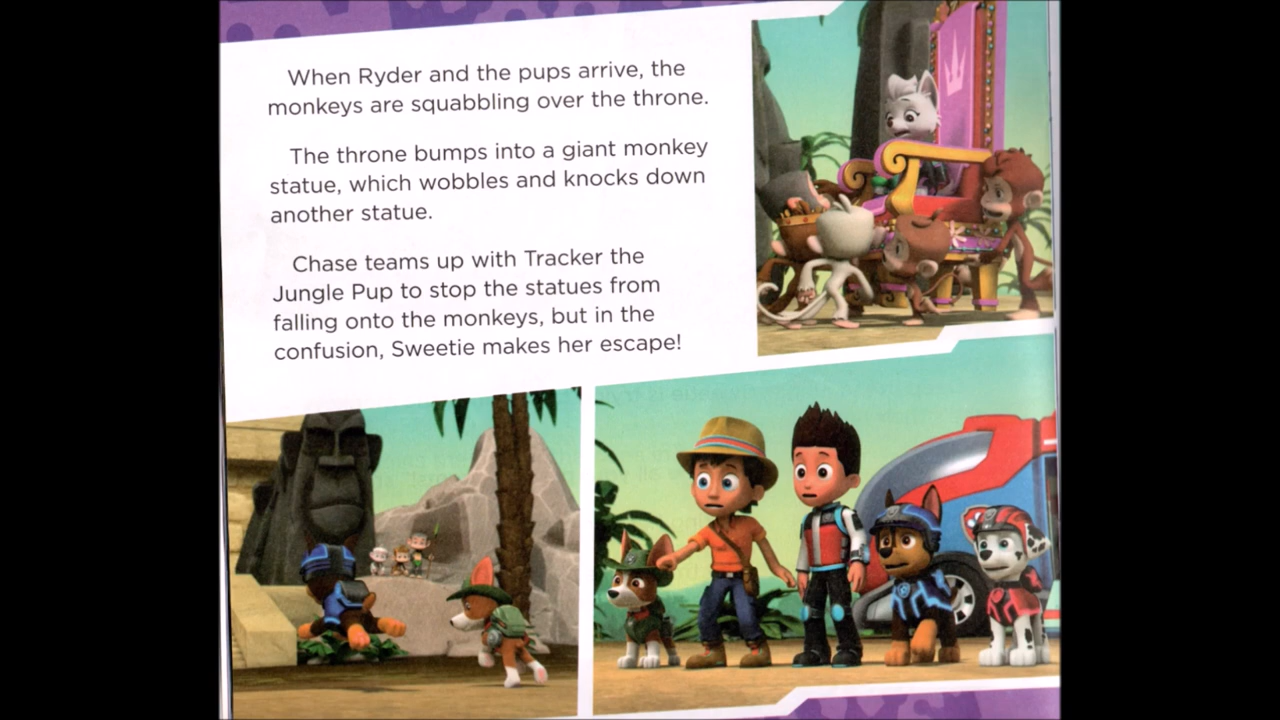 When Ryder and the pups arrive, the
monkeys are squabbling over the throne.
The throne bumps into a giant monkey
statue, which wobbles and knocks down
another statue.
Chase teams up with Tracker the
Jungle Pup to stop the statues from
falling onto the monkeys, but in the
confusion, Sweetie makes her escape!